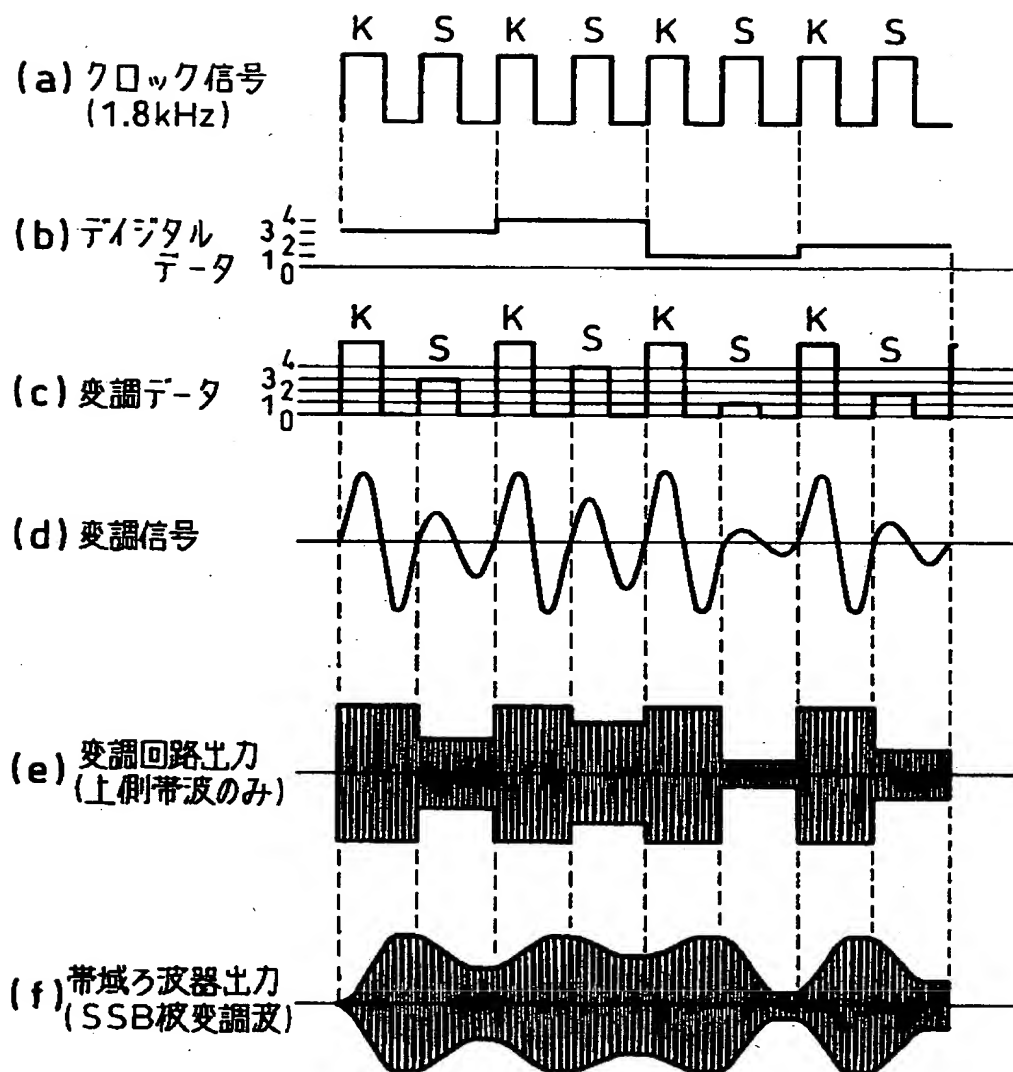 K S K S K S K S
(a) クロック信号
(1.8kHz)
(b) デイジタル
データ
4
3
2
1
0
K S K S K S K S
(c) 変調データ
4
3
2
1
0
(d) 変調信号
(e) 変調回路出力
(上側帯波のみ)
(f) 帯域ろ波器出力
(SSB被変調波)